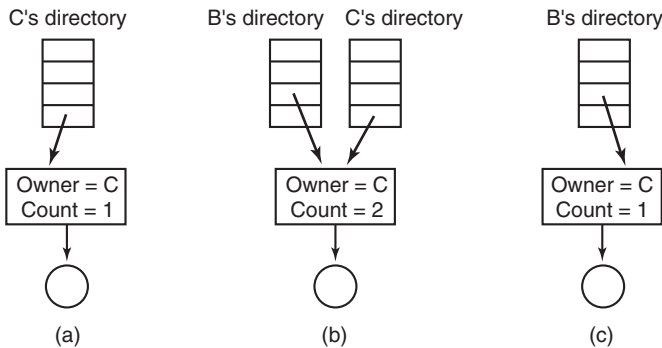 C's directory
B's directory
C's directory
B's directory
Owner = C
Count = 1
Owner = C
Count = 2
Owner = C
Count = 1
(a)
(b)
(c)